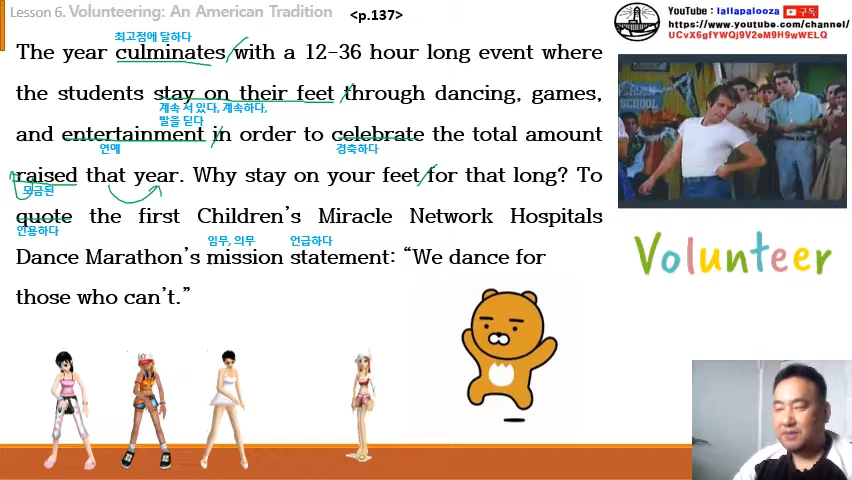 Lesson 6. Volunteering: An American Tradition <p.137>
YouTube : lallapalooza 구독
https://www.youtube.com/channel/
UCvX6gfYWQj9V2eM9H9wWELQ
최고점에 달하다
The year culminates with a 12-36 hour long event where
the students stay on their feet through dancing, games,
계속 서 있다, 계속하다,
발을 딛다
and entertainment in order to celebrate the total amount
연예 경축하다
raised that year. Why stay on your feet for that long? To
모금된
quote the first Children's Miracle Network Hospitals
인용하다 임무, 의무 언급하다
Dance Marathon's mission statement: “We dance for
those who can't.”
SCHOOL
Volunteer